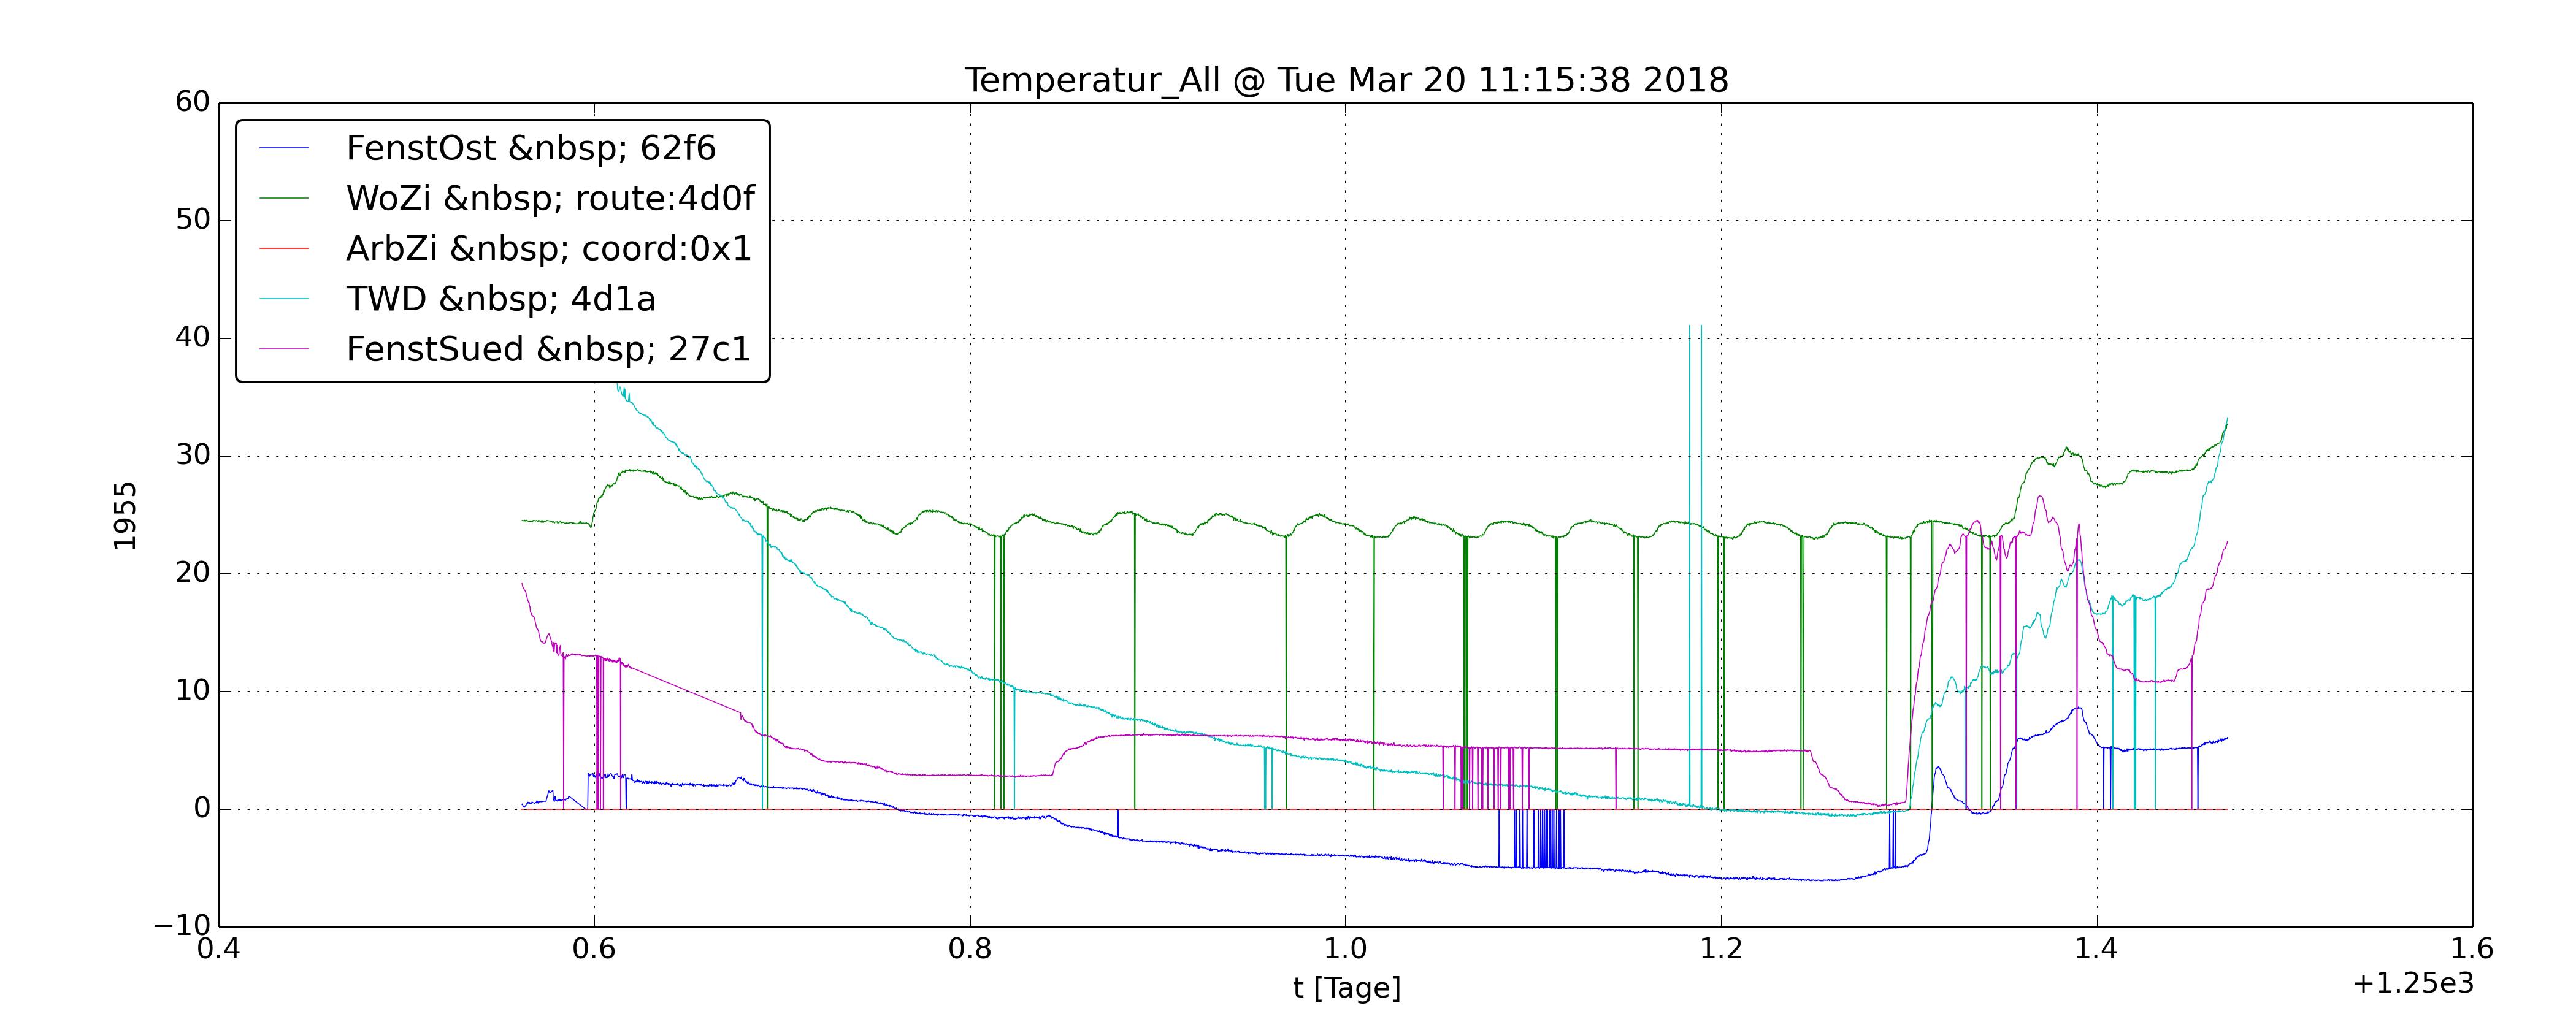 Temperatur_All @ Tue Mar 20 11:15:38 2018
60
50
40
30
20
10
0
−10
1955
FenstOst &nbsp; 62f6
WoZi &nbsp; route:4d0f
ArbZi &nbsp; coord:0x1
TWD &nbsp; 4d1a
FenstSued &nbsp; 27c1
0.4 0.6 0.8 1.0 1.2 1.4 1.6
t [Tage]
+1.25e3